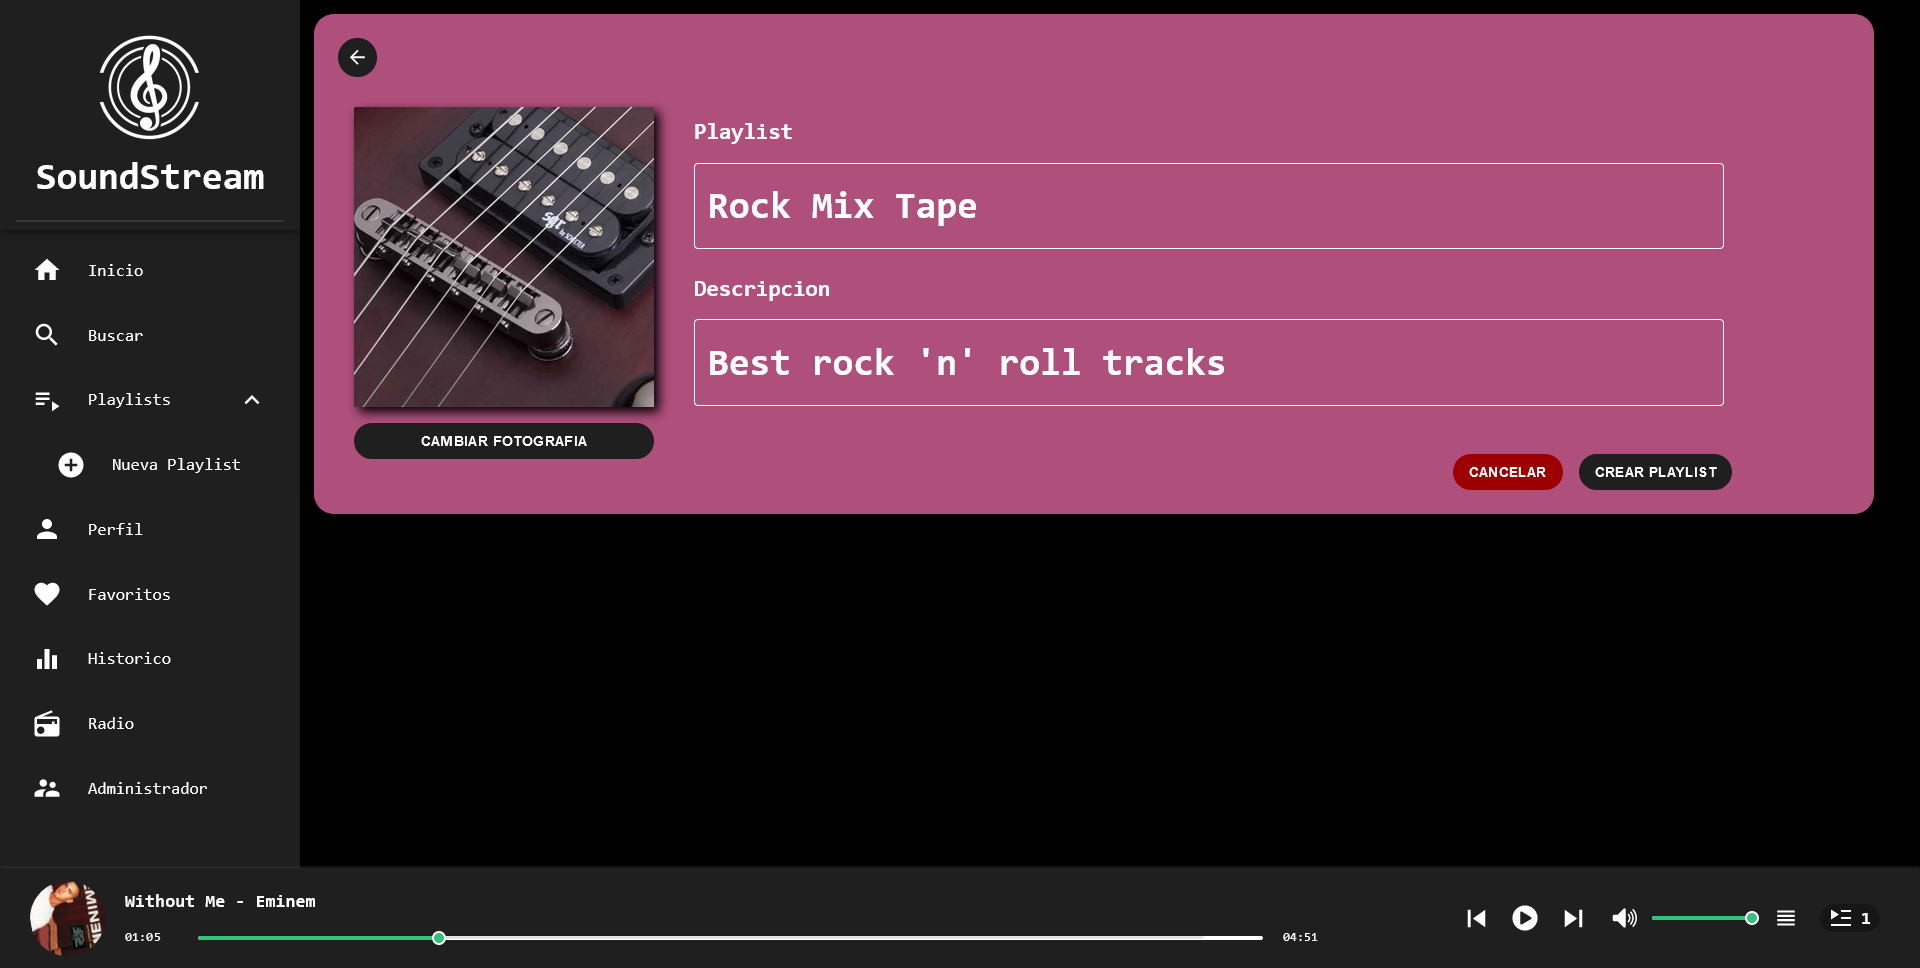 SoundStream
Inicio
Buscar
Playlists
Nueva Playlist
Perfil
Favoritos
Historico
Radio
Administrador
Playlist
Rock Mix Tape
Descripcion
Best rock 'n' roll tracks
CAMBIAR FOTOGRAFIA
CANCELAR
CREAR PLAYLIST
Without Me - Eminem
01:05
04:51
1